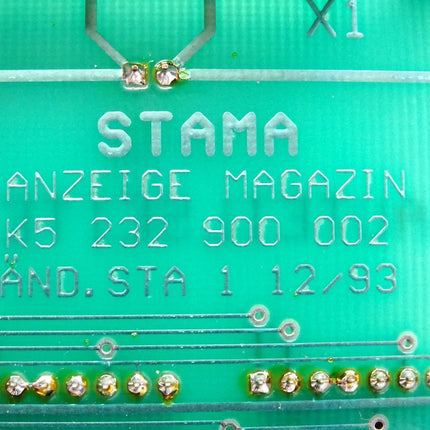 X1
STAMA
ANZEIGE MAGAZIN
K5 232 900 002
ÄND.STA 1 12/93